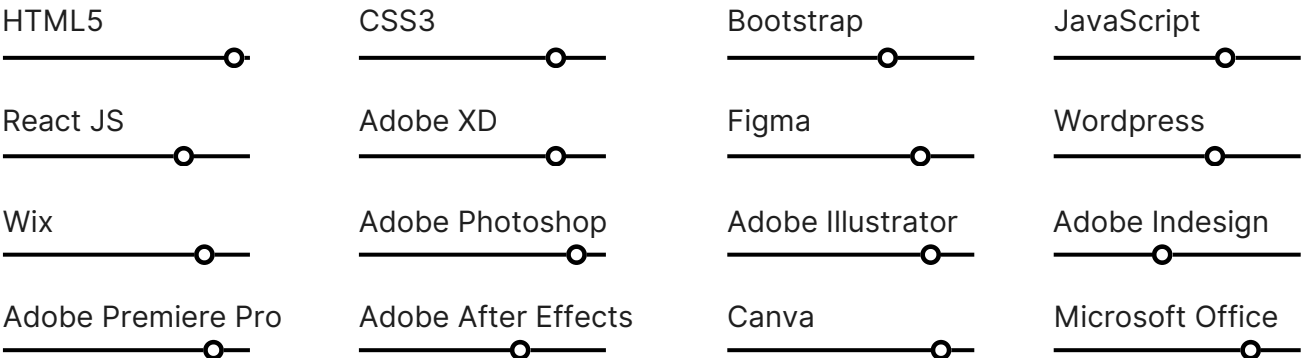 HTML5
CSS3
Bootstrap
JavaScript
React JS
Adobe XD
Figma
Wordpress
Wix
Adobe Photoshop
Adobe Illustrator
Adobe Indesign
Adobe Premiere Pro
Adobe After Effects
Canva
Microsoft Office